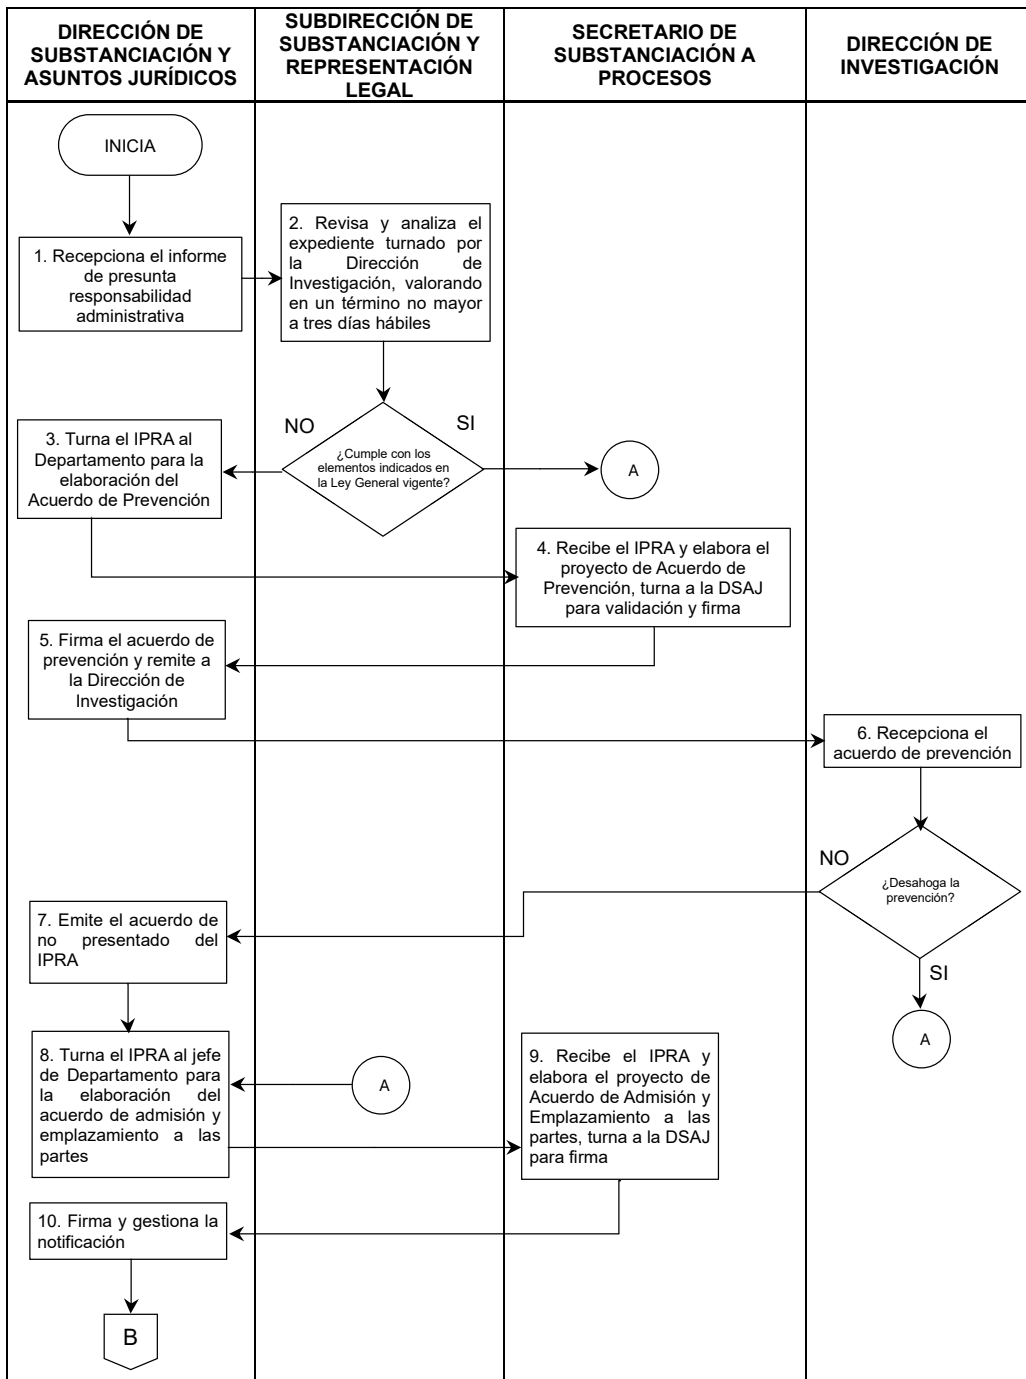 DIRECCIÓN DE
SUBSTANCIACIÓN Y
ASUNTOS JURÍDICOS
SUBDIRECCIÓN DE
SUBSTANCIACIÓN Y
REPRESENTACIÓN
LEGAL
SECRETARIO DE
SUBSTANCIACIÓN A
PROCESOS
DIRECCIÓN DE
INVESTIGACIÓN
INICIA
1. Recepciona el informe
de presunta
responsabilidad
administrativa
2. Revisa y analiza el
expediente turnado por
la Dirección de
Investigación, valorando
en un término no mayor
a tres días hábiles
NO
SI
¿Cumple con los
elementos indicados en
la Ley General vigente?
A
3. Turna el IPRA al
Departamento para la
elaboración del
Acuerdo de Prevención
4. Recibe el IPRA y elabora el
proyecto de Acuerdo de
Prevención, turna a la DSAJ
para validación y firma
5. Firma el acuerdo de
prevención y remite a
la Dirección de
Investigación
6. Recepciona el
acuerdo de prevención
NO
¿Desahoga la
prevención?
SI
A
7. Emite el acuerdo de
no presentado del
IPRA
8. Turna el IPRA al jefe
de Departamento para
la elaboración del
acuerdo de admisión y
emplazamiento a las
partes
A
9. Recibe el IPRA y
elabora el proyecto de
Acuerdo de Admisión y
Emplazamiento a las
partes, turna a la DSAJ
para firma
10. Firma y gestiona la
notificación
B